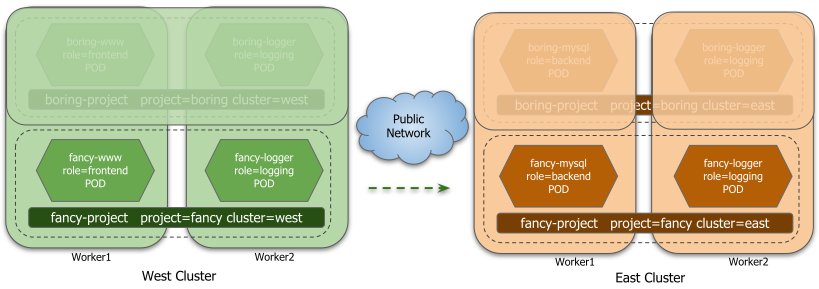 boring-www
role=frontend
POD
boring-logger
role=logging
POD
boring-project project=boring cluster=west
fancy-www
role=frontend
POD
fancy-logger
role=logging
POD
fancy-project project=fancy cluster=west
Worker1
Worker2
West Cluster
Public
Network
boring-mysql
role=backend
POD
boring-logger
role=logging
POD
boring-project project=boring cluster=east
fancy-mysql
role=backend
POD
fancy-logger
role=logging
POD
fancy-project project=fancy cluster=east
Worker1
Worker2
East Cluster